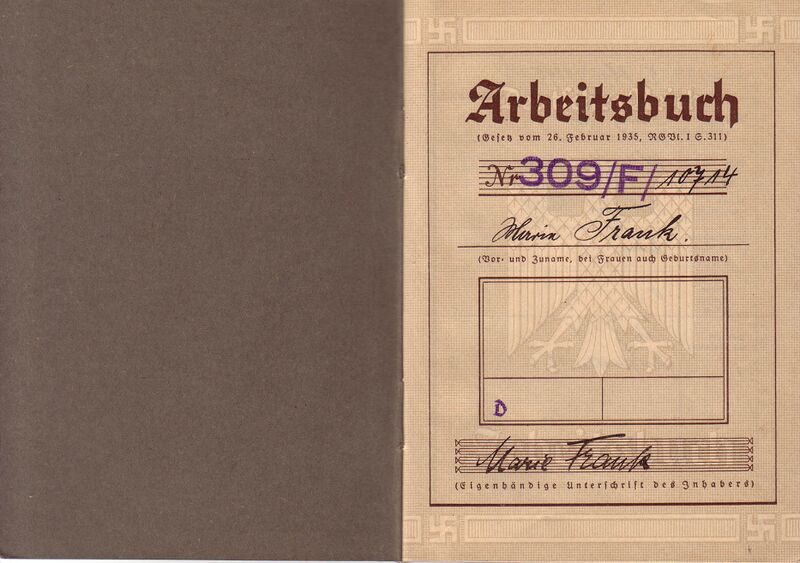 Arbeitsbuch
(Gesetz vom 26. Februar 1935, RGBl. I S.311)
Nr 309/F/10714
Maria Frank.
(Vor- und Zuname, bei Frauen auch Geburtsname)
D
Marie Frank
(Eigenhändige Unterschrift des Inhabers)